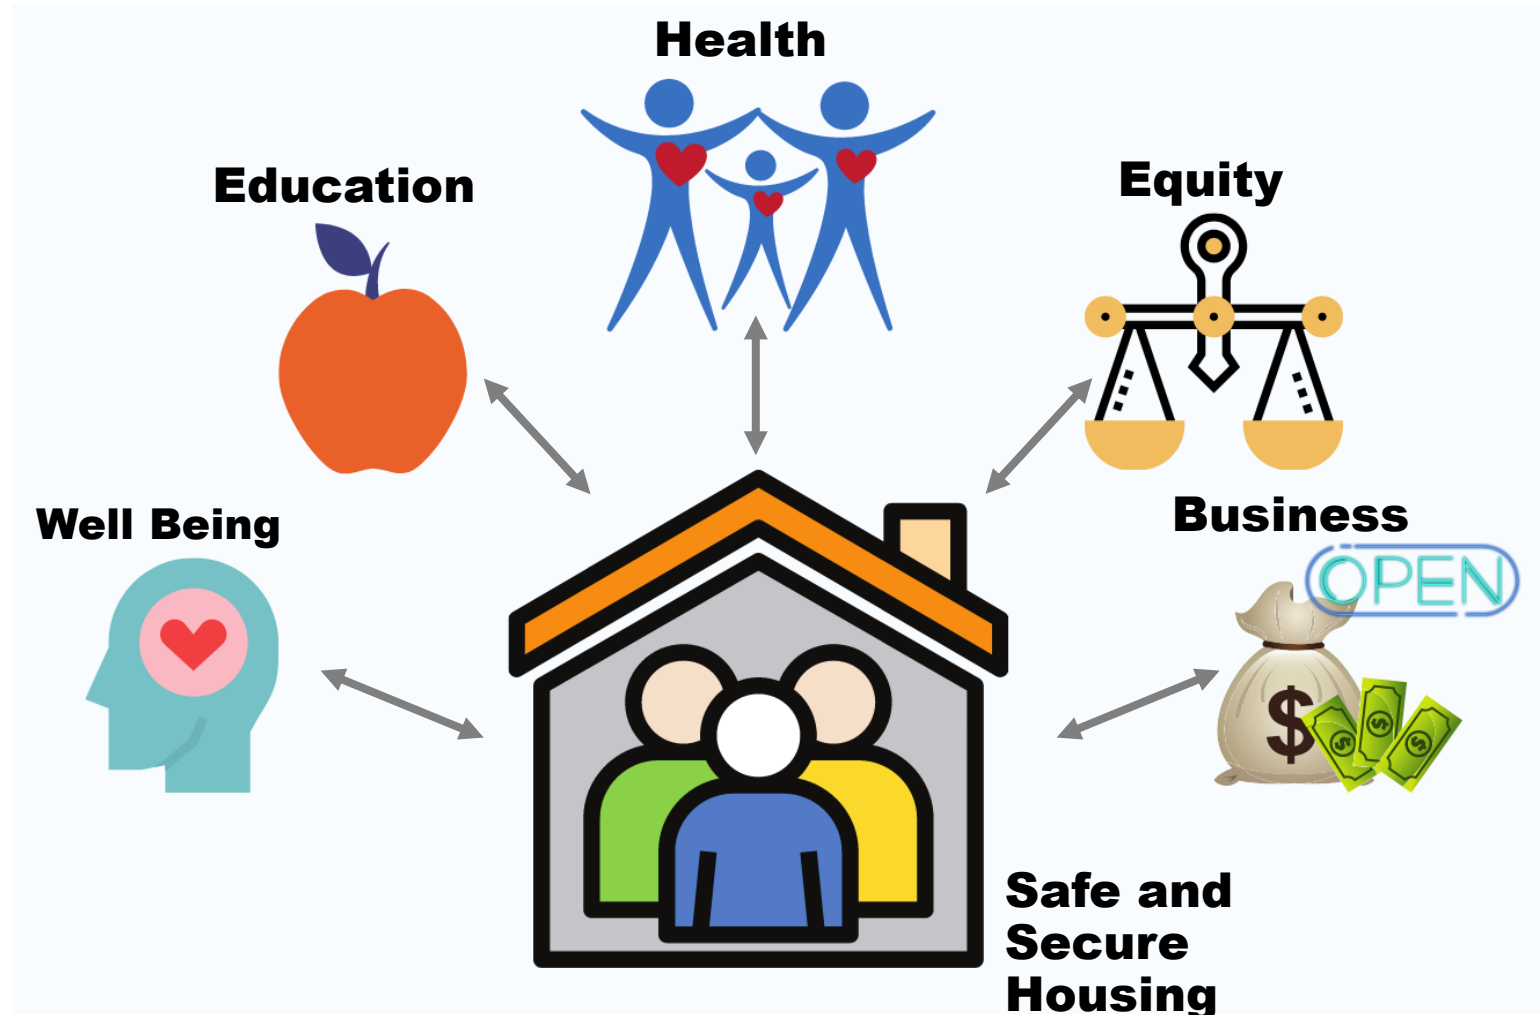 Health
Education
Equity
Well Being
Business
OPEN
$
Safe and
Secure
Housing